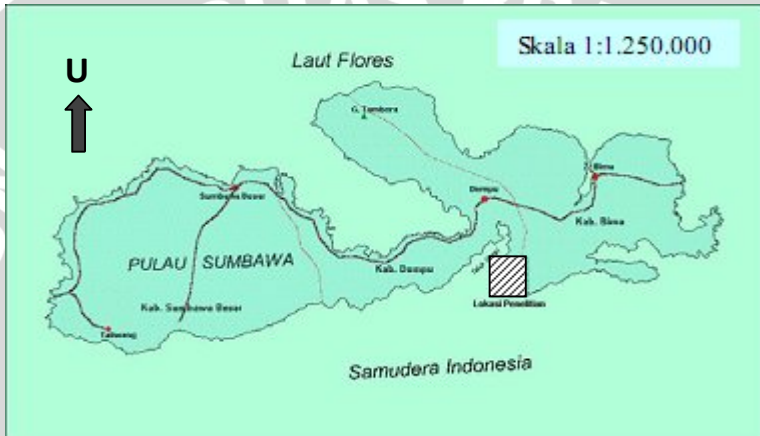 Skala 1:1.250.000
Laut Flores
U
G. Tambora
Bima
Sumbawa Besar
Dompu
Kab. Bima
PULAU SUMBAWA
Kab. Dompu
Kab. Sumbawa Besar
Lokasi Penelitian
Taliwang
Samudera Indonesia